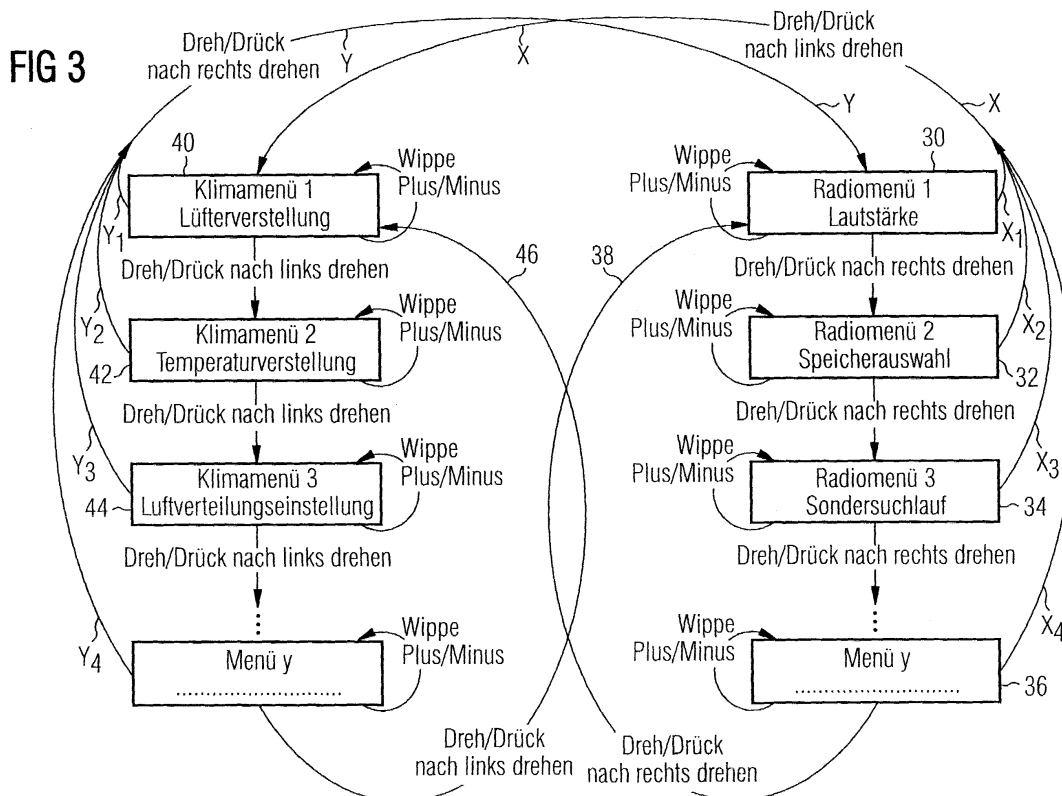 FIG 3
Dreh/Drück
nach rechts drehen
Y
X
Dreh/Drück
nach links drehen
Y
X
40
Klimamenü 1
Lüfterverstellung
Wippe
Plus/Minus
Wippe
Plus/Minus
30
Radiomenü 1
Lautstärke
Y1
X1
Dreh/Drück nach links drehen
46
38
Dreh/Drück nach rechts drehen
Y2
X2
Klimamenü 2
Temperaturverstellung
42
Wippe
Plus/Minus
Wippe
Plus/Minus
Radiomenü 2
Speicherauswahl
32
Dreh/Drück nach links drehen
Dreh/Drück nach rechts drehen
Y3
X3
Klimamenü 3
Luftverteilungseinstellung
44
Wippe
Plus/Minus
Wippe
Plus/Minus
Radiomenü 3
Sondersuchlauf
34
Dreh/Drück nach links drehen
Dreh/Drück nach rechts drehen
Y4
X4
Menü y
........................
Wippe
Plus/Minus
Wippe
Plus/Minus
Menü y
........................
36
Dreh/Drück
nach links drehen
Dreh/Drück
nach rechts drehen